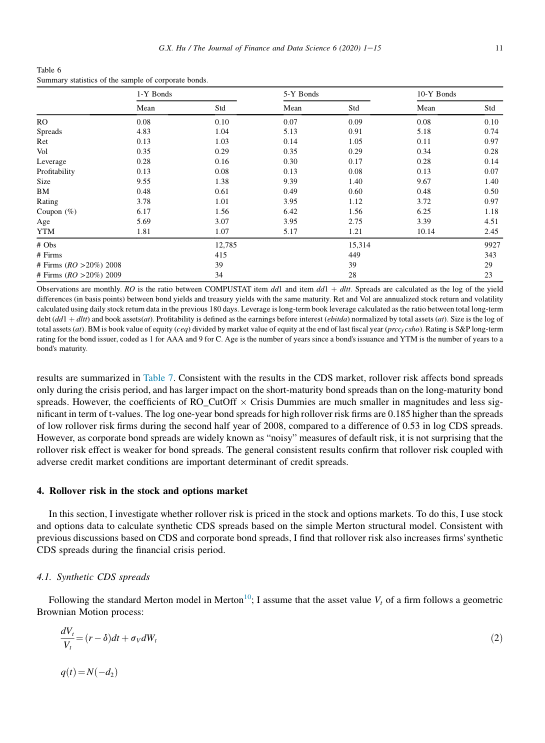 G.X. Hu / The Journal of Finance and Data Science 6 (2020) 1–15 11
Table 6
Summary statistics of the sample of corporate bonds.
1-Y Bonds 5-Y Bonds 10-Y Bonds
Mean Std Mean Std Mean Std
RO 0.08 0.10 0.07 0.09 0.08 0.10
Spreads 4.83 1.04 5.13 0.91 5.18 0.74
Ret 0.13 1.03 0.14 1.05 0.11 0.97
Vol 0.35 0.29 0.35 0.29 0.34 0.28
Leverage 0.28 0.16 0.30 0.17 0.28 0.14
Profitability 0.13 0.08 0.13 0.08 0.13 0.07
Size 9.55 1.38 9.39 1.40 9.67 1.40
BM 0.48 0.61 0.49 0.60 0.48 0.50
Rating 3.78 1.01 3.95 1.12 3.72 0.97
Coupon (%) 6.17 1.56 6.42 1.56 6.25 1.18
Age 5.69 3.07 3.95 2.75 3.39 4.51
YTM 1.81 1.07 5.17 1.21 10.14 2.45
# Obs 12,785 15,314 9927
# Firms 415 449 343
# Firms (RO >20%) 2008 39 39 29
# Firms (RO >20%) 2009 34 28 23
Observations are monthly. RO is the ratio between COMPUSTAT item dd1 and item dd1 + dltt. Spreads are calculated as the log of the yield
differences (in basis points) between bond yields and treasury yields with the same maturity. Ret and Vol are annualized stock return and volatility
calculated using daily stock return data in the previous 180 days. Leverage is long-term book leverage calculated as the ratio between total long-term
debt (dd1 + dltt) and book assets(at). Profitability is defined as the earnings before interest (ebitda) normalized by total assets (at). Size is the log of
total assets (at). BM is book value of equity (ceq) divided by market value of equity at the end of last fiscal year (prcc_f csho). Rating is S&P long-term
rating for the bond issuer, coded as 1 for AAA and 9 for C. Age is the number of years since a bond's issuance and YTM is the number of years to a
bond's maturity.
results are summarized in Table 7. Consistent with the results in the CDS market, rollover risk affects bond spreads
only during the crisis period, and has larger impact on the short-maturity bond spreads than on the long-maturity bond
spreads. However, the coefficients of RO_CutOff × Crisis Dummies are much smaller in magnitudes and less sig-
nificant in term of t-values. The log one-year bond spreads for high rollover risk firms are 0.185 higher than the spreads
of low rollover risk firms during the second half year of 2008, compared to a difference of 0.53 in log CDS spreads.
However, as corporate bond spreads are widely known as “noisy” measures of default risk, it is not surprising that the
rollover risk effect is weaker for bond spreads. The general consistent results confirm that rollover risk coupled with
adverse credit market conditions are important determinant of credit spreads.
4. Rollover risk in the stock and options market
In this section, I investigate whether rollover risk is priced in the stock and options markets. To do this, I use stock
and options data to calculate synthetic CDS spreads based on the simple Merton structural model. Consistent with
previous discussions based on CDS and corporate bond spreads, I find that rollover risk also increases firms' synthetic
CDS spreads during the financial crisis period.
4.1. Synthetic CDS spreads
Following the standard Merton model in Merton10; I assume that the asset value Vt of a firm follows a geometric
Brownian Motion process:
dVt/Vt = (r − δ)dt + σV dWt (2)
q(t) = N(−d2)